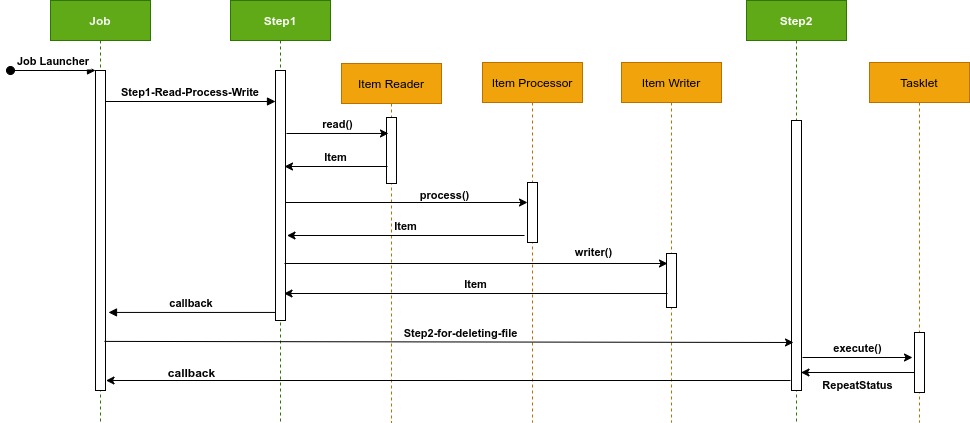 Job
Step1
Step2
Job Launcher
Item Reader
Item Processor
Item Writer
Tasklet
Step1-Read-Process-Write
read()
Item
process()
Item
writer()
Item
callback
Step2-for-deleting-file
execute()
callback
RepeatStatus